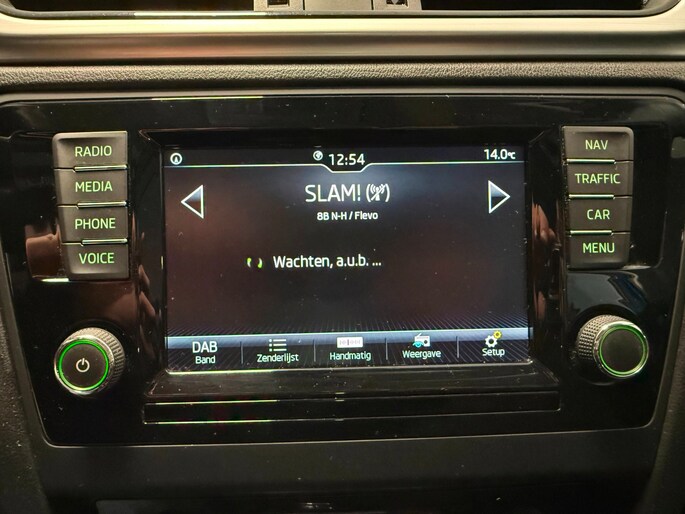 RADIO
MEDIA
PHONE
VOICE
12:54
14.0°C
SLAM!
8B N-H / Flevo
Wachten, a.u.b. ...
DAB
Band
Zenderlijst
Handmatig
Weergave
Setup
NAV
TRAFFIC
CAR
MENU